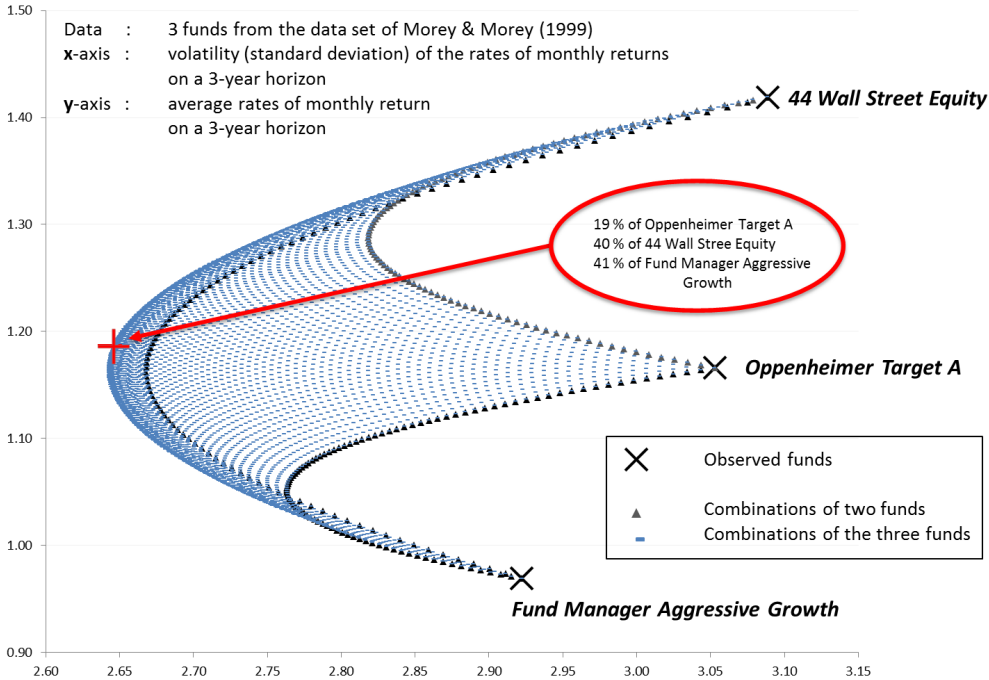 1.50
Data : 3 funds from the data set of Morey & Morey (1999)
x-axis : volatility (standard deviation) of the rates of monthly returns
on a 3-year horizon
y-axis : average rates of monthly return
on a 3-year horizon
1.40
44 Wall Street Equity
1.30
19 % of Oppenheimer Target A
40 % of 44 Wall Stree Equity
41 % of Fund Manager Aggressive
Growth
1.20
Oppenheimer Target A
1.10
Observed funds
Combinations of two funds
Combinations of the three funds
1.00
Fund Manager Aggressive Growth
0.90
2.60 2.65 2.70 2.75 2.80 2.85 2.90 2.95 3.00 3.05 3.10 3.15